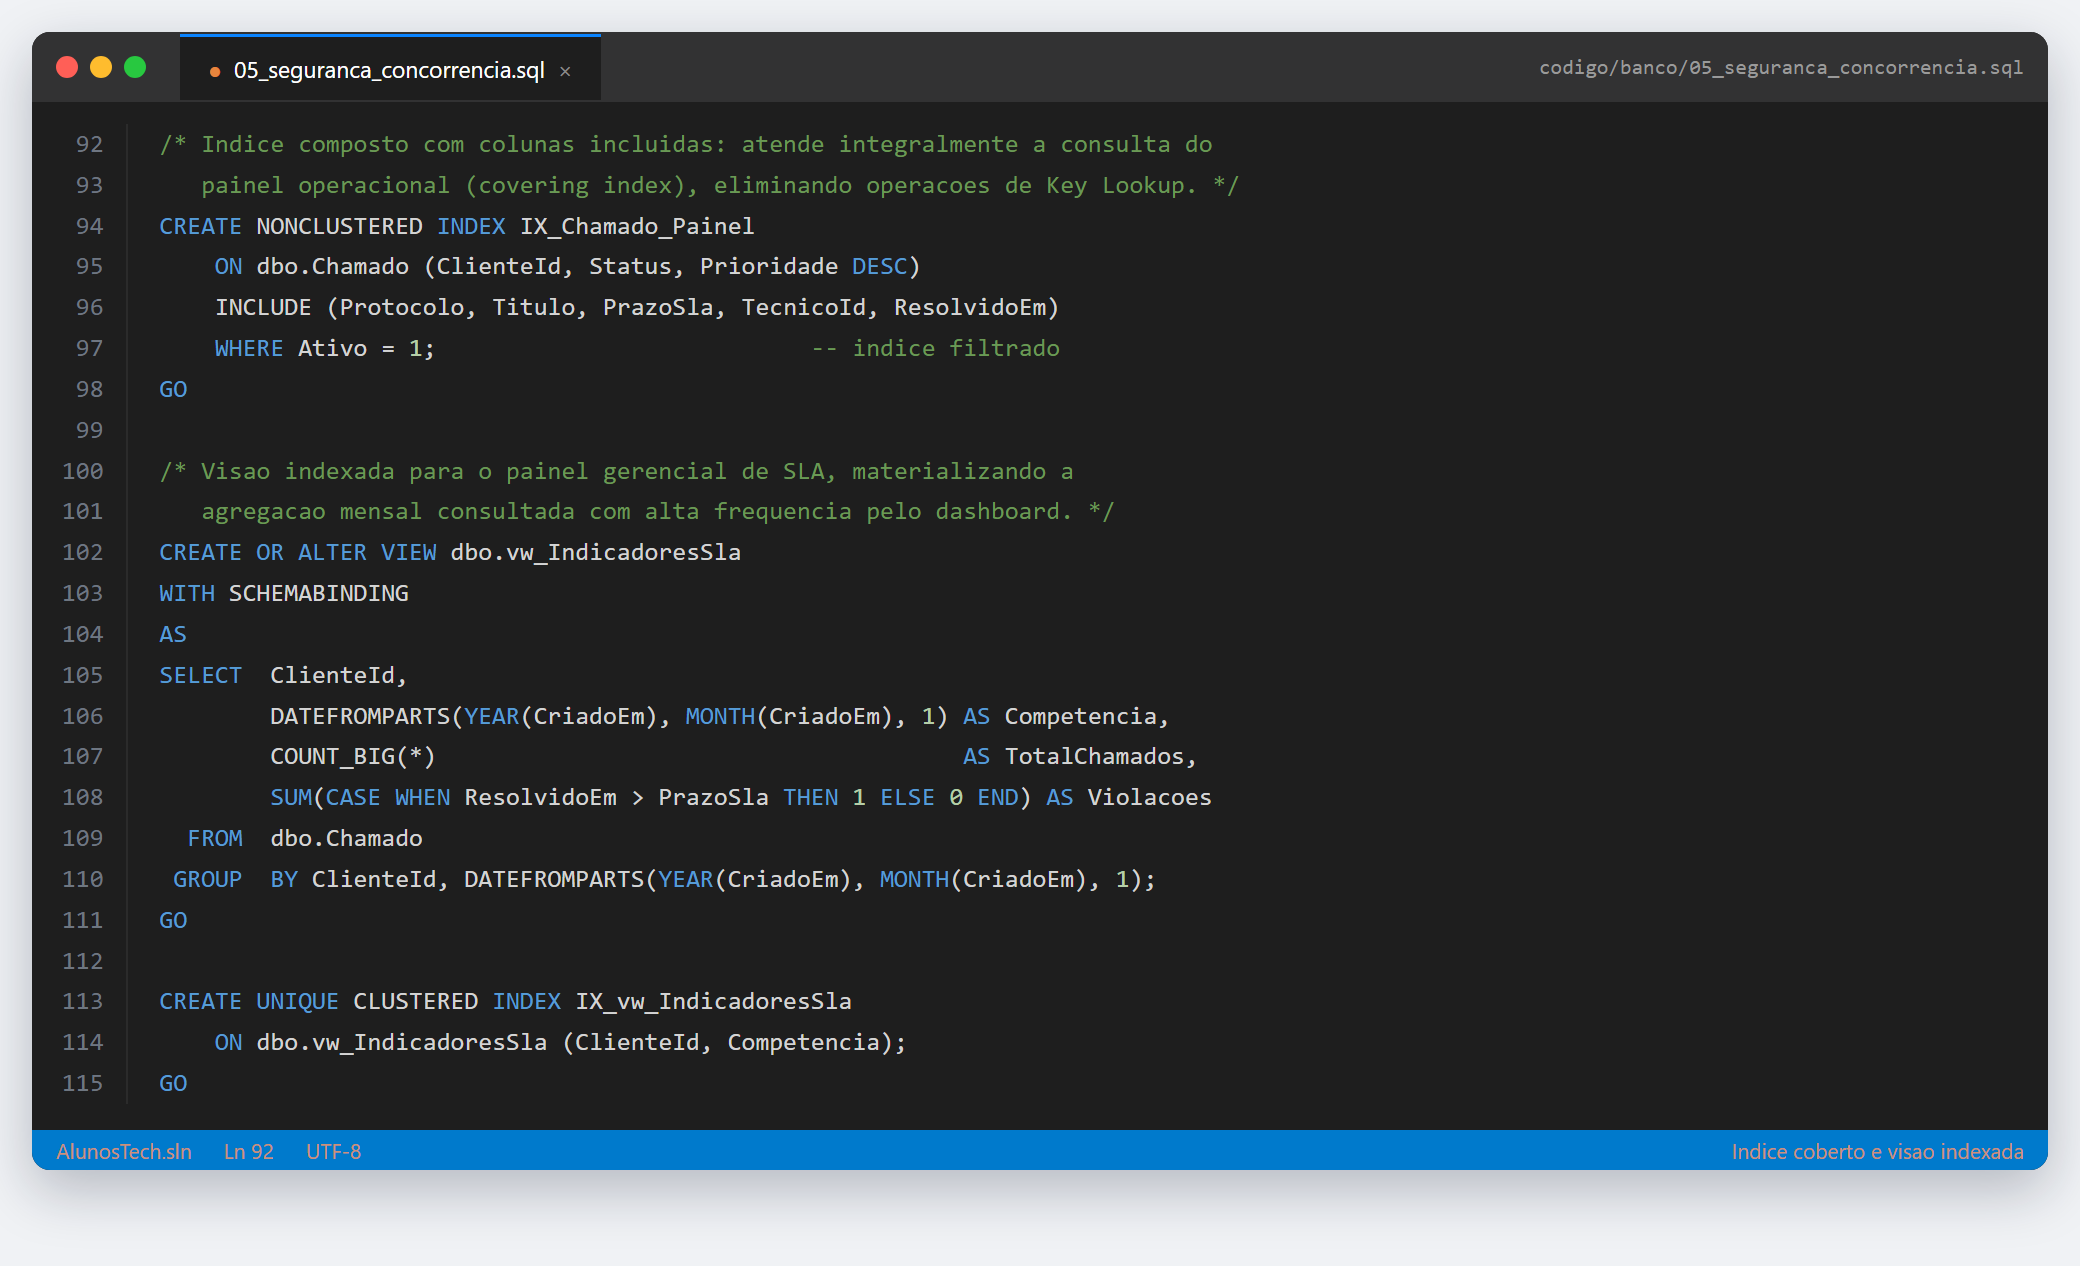 05_seguranca_concorrencia.sql ×
codigo/banco/05_seguranca_concorrencia.sql
92 /* Indice composto com colunas incluidas: atende integralmente a consulta do
93    painel operacional (covering index), eliminando operacoes de Key Lookup. */
94 CREATE NONCLUSTERED INDEX IX_Chamado_Painel
95     ON dbo.Chamado (ClienteId, Status, Prioridade DESC)
96     INCLUDE (Protocolo, Titulo, PrazoSla, TecnicoId, ResolvidoEm)
97     WHERE Ativo = 1;                           -- indice filtrado
98 GO
99
100 /* Visao indexada para o painel gerencial de SLA, materializando a
101    agregacao mensal consultada com alta frequencia pelo dashboard. */
102 CREATE OR ALTER VIEW dbo.vw_IndicadoresSla
103 WITH SCHEMABINDING
104 AS
105 SELECT  ClienteId,
106         DATEFROMPARTS(YEAR(CriadoEm), MONTH(CriadoEm), 1) AS Competencia,
107         COUNT_BIG(*)                                      AS TotalChamados,
108         SUM(CASE WHEN ResolvidoEm > PrazoSla THEN 1 ELSE 0 END) AS Violacoes
109   FROM  dbo.Chamado
110  GROUP  BY ClienteId, DATEFROMPARTS(YEAR(CriadoEm), MONTH(CriadoEm), 1);
111 GO
112
113 CREATE UNIQUE CLUSTERED INDEX IX_vw_IndicadoresSla
114     ON dbo.vw_IndicadoresSla (ClienteId, Competencia);
115 GO
AlunosTech.sln Ln 92 UTF-8 Indice coberto e visao indexada